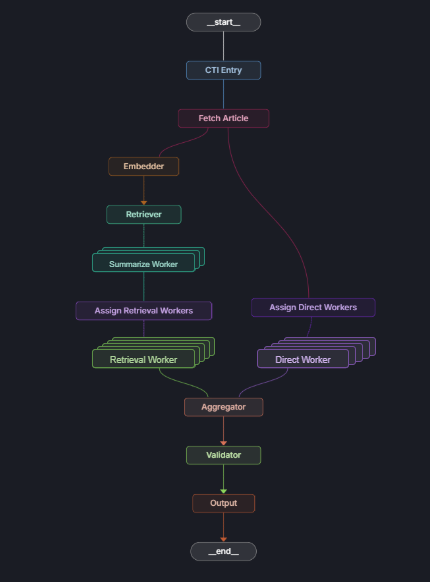 __start__
CTI Entry
Fetch Article
Embedder
Retriever
Summarize Worker
Assign Retrieval Workers
Assign Direct Workers
Retrieval Worker
Direct Worker
Aggregator
Validator
Output
__end__